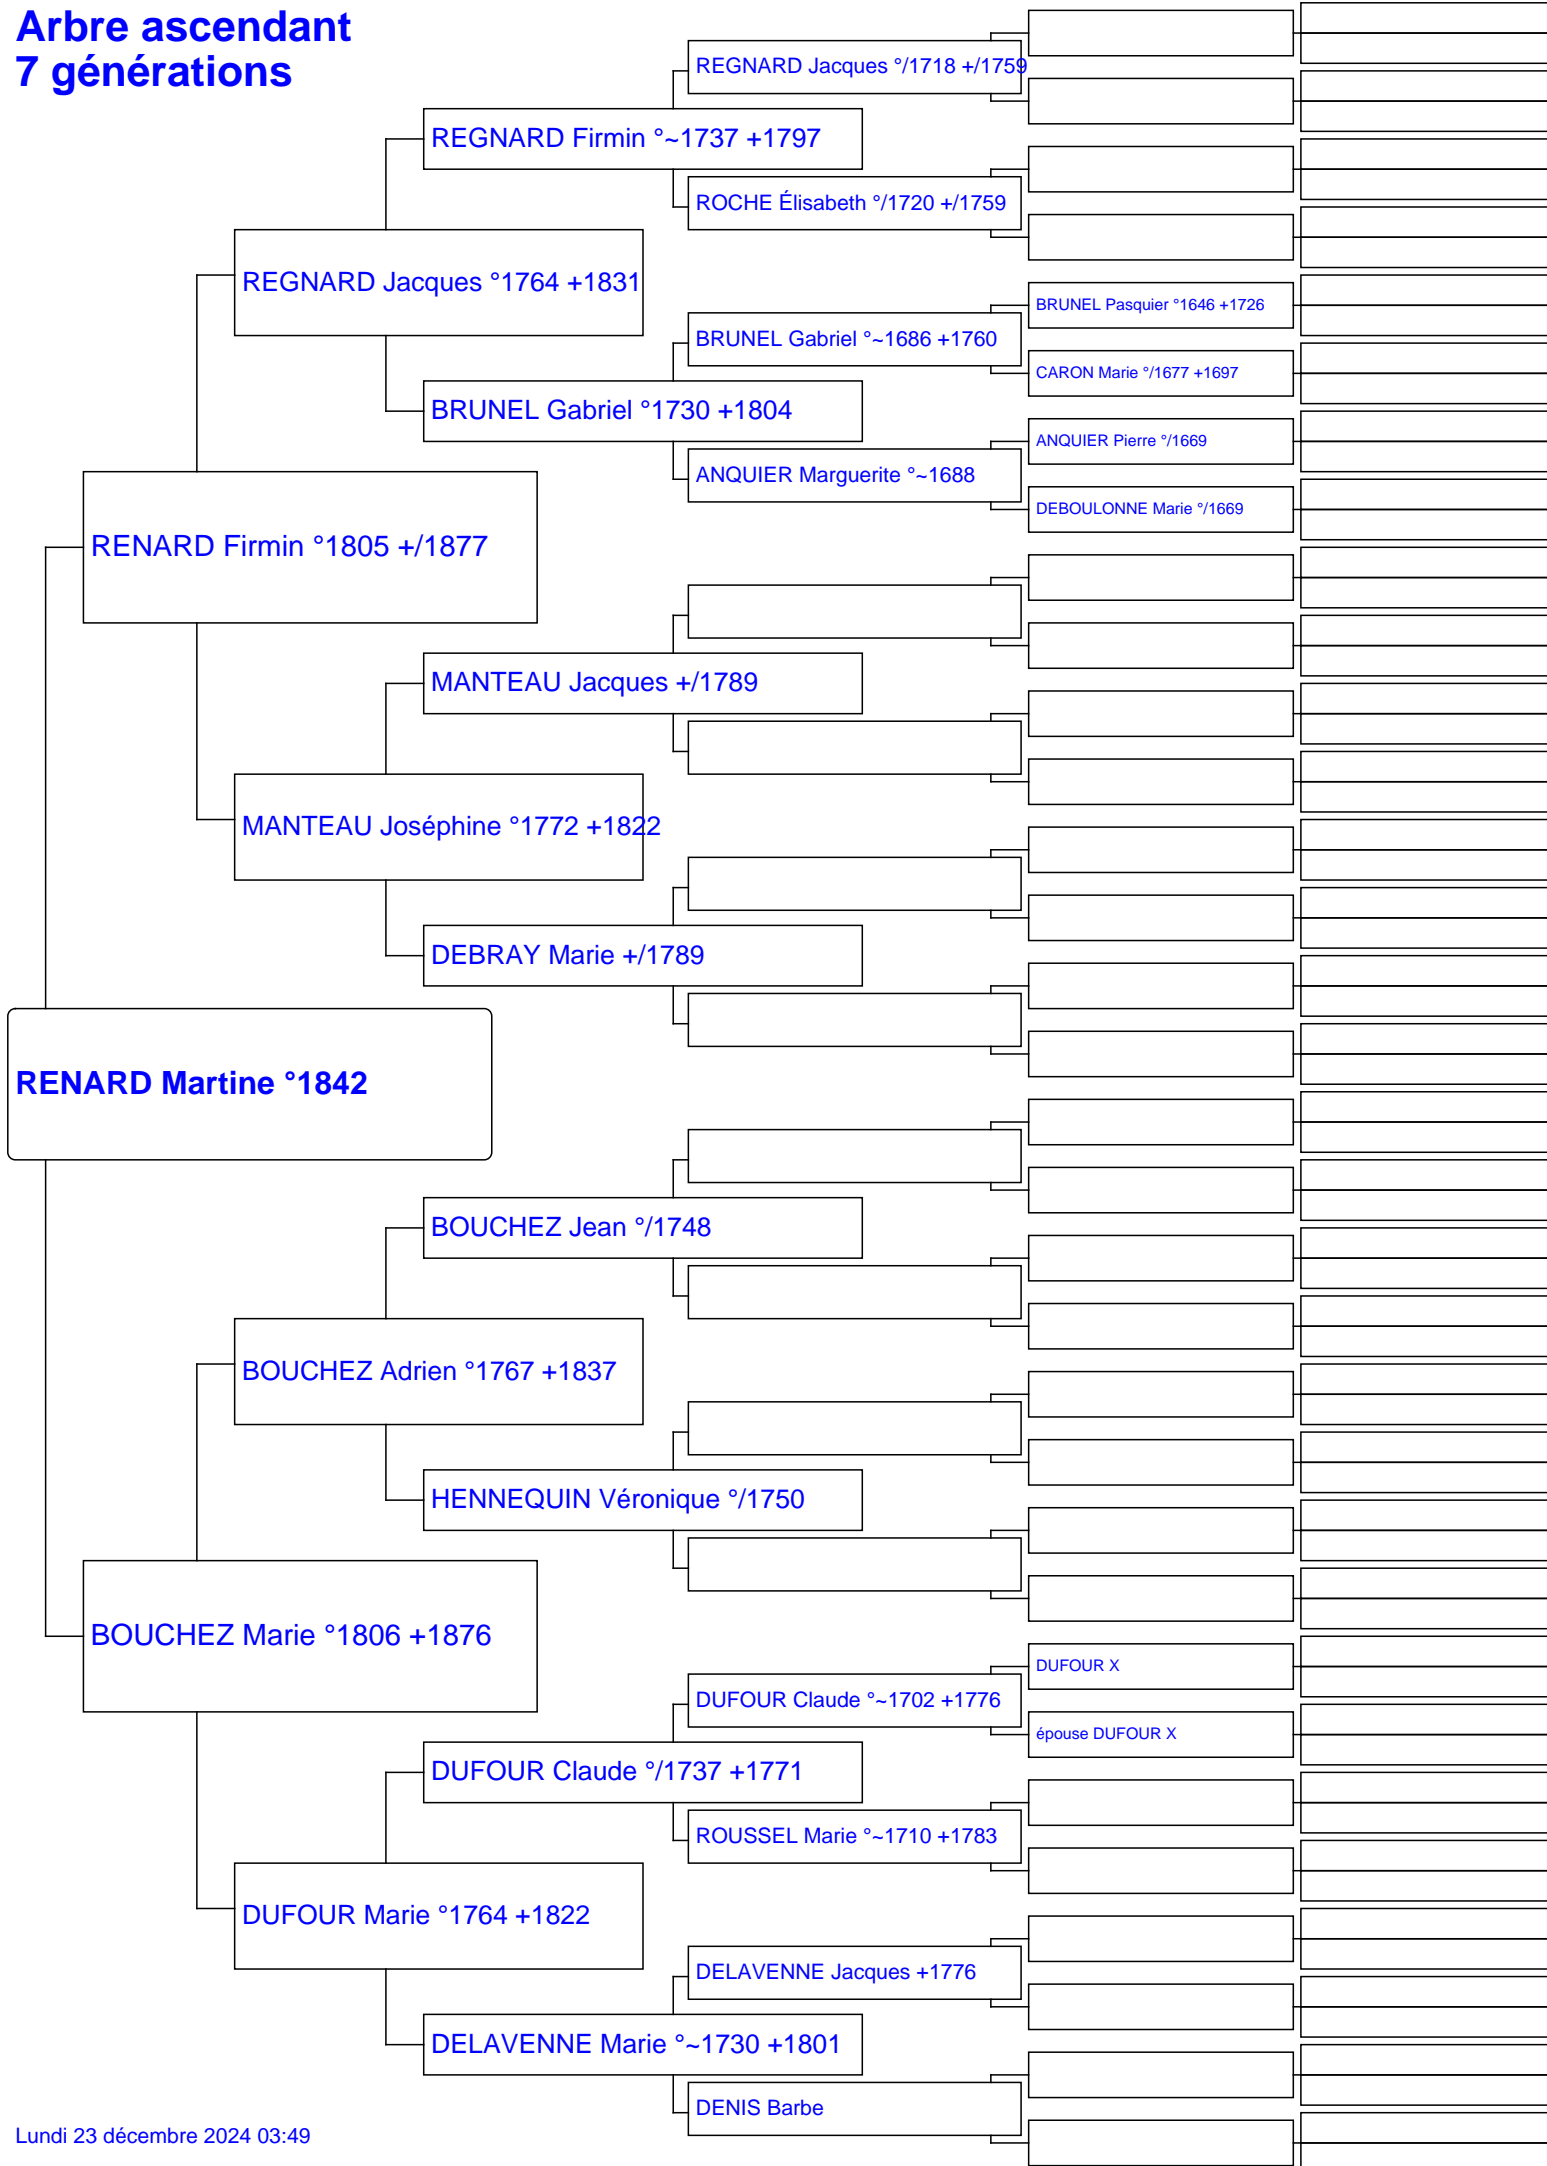 Arbre ascendant
7 générations
REGNARD Jacques °/1718 +/1759
REGNARD Firmin °~1737 +1797
ROCHE Élisabeth °/1720 +/1759
REGNARD Jacques °1764 +1831
BRUNEL Pasquier °1646 +1726
BRUNEL Gabriel °~1686 +1760
CARON Marie °/1677 +1697
BRUNEL Gabriel °1730 +1804
ANQUIER Pierre °/1669
ANQUIER Marguerite °~1688
DEBOULONNE Marie °/1669
RENARD Firmin °1805 +/1877
MANTEAU Jacques +/1789
MANTEAU Joséphine °1772 +1822
DEBRAY Marie +/1789
RENARD Martine °1842
BOUCHEZ Jean °/1748
BOUCHEZ Adrien °1767 +1837
HENNEQUIN Véronique °/1750
BOUCHEZ Marie °1806 +1876
DUFOUR X
DUFOUR Claude °~1702 +1776
épouse DUFOUR X
DUFOUR Claude °/1737 +1771
ROUSSEL Marie °~1710 +1783
DUFOUR Marie °1764 +1822
DELAVENNE Jacques +1776
DELAVENNE Marie °~1730 +1801
DENIS Barbe
Lundi 23 décembre 2024 03:49